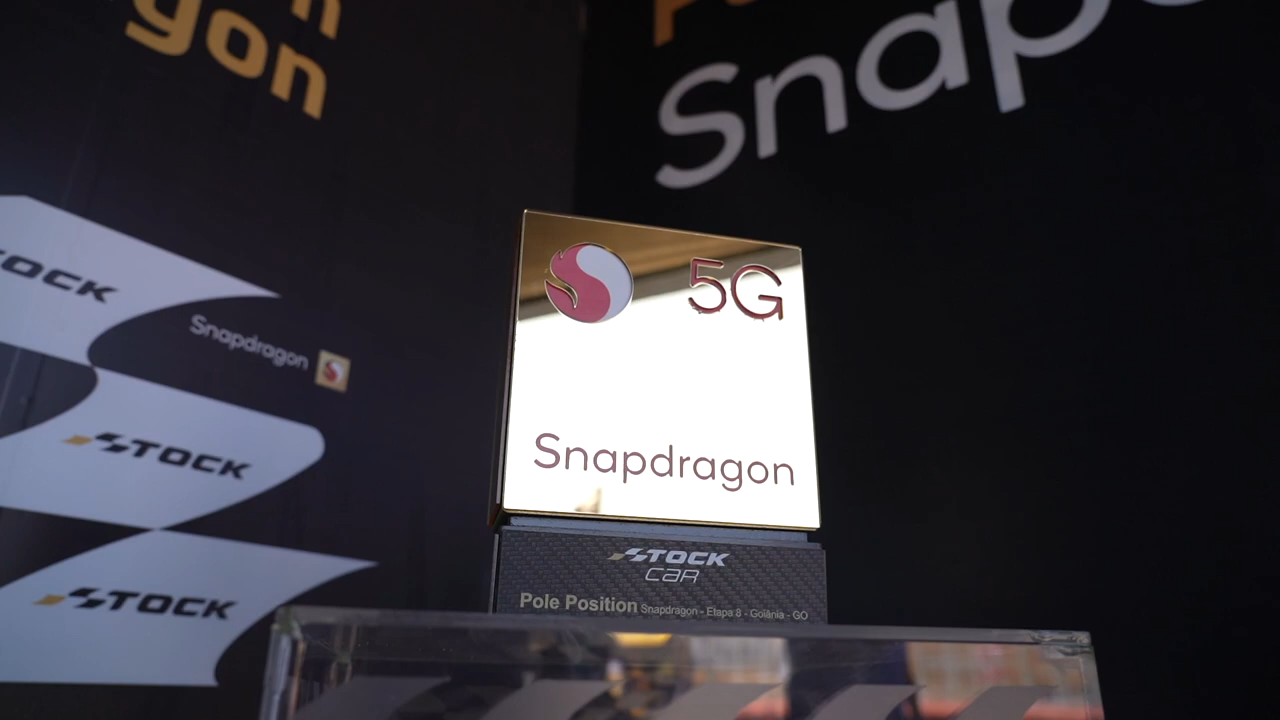 gon
Snap
STOCK
Snapdragon
STOCK
STOCK
5G
Snapdragon
STOCK
CAR
Pole Position Snapdragon - Etapa 8 - Goiânia - GO